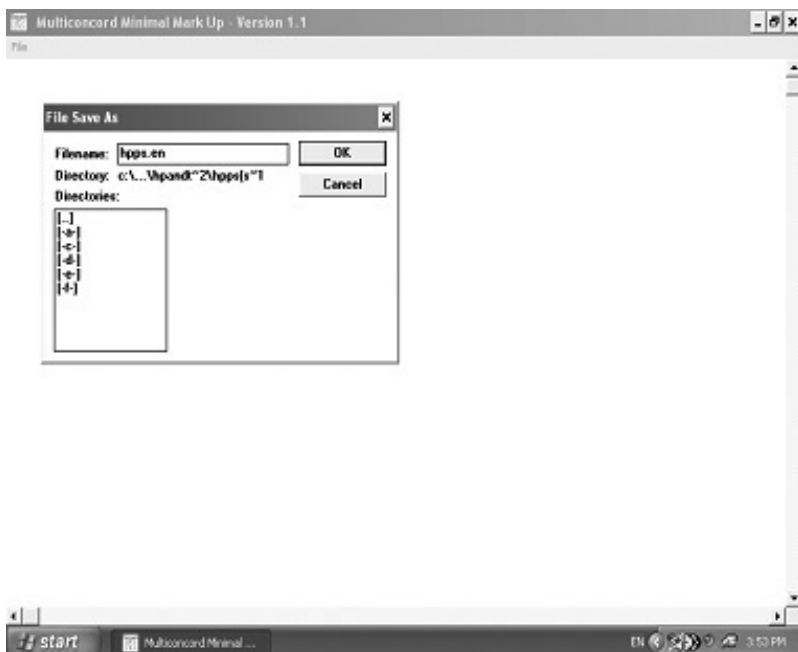 Multiconcord Minimal Mark Up - Version 1.1
File
File Save As
Filename: hpps.en
OK
Directory: c:\...\hpandt~2\hpps(s~1
Cancel
Directories:
[..]
[-a-]
[-c-]
[-d-]
[-e-]
[-f-]
start
Multiconcord Minimal ...
EN
3:53 PM